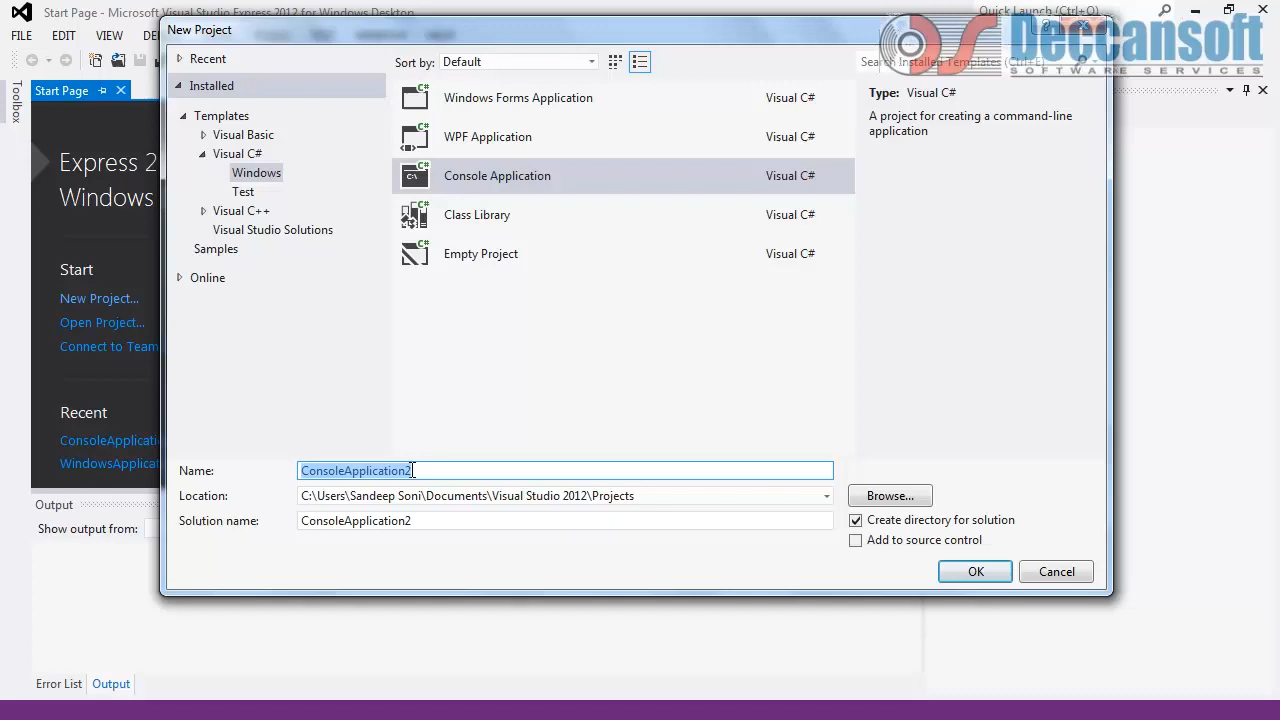 Start Page - Microsoft Visual Studio Express 2012 for Windows Desktop
Quick Launch (Ctrl+Q)
FILE EDIT VIEW
New Project
Deccansoft
SOFTWARE SERVICES
Recent
Installed
Sort by: Default
Search Installed Templates (Ctrl+E)
Toolbox
Start Page
Templates
Visual Basic
Visual C#
Windows
Test
Visual C++
Visual Studio Solutions
Samples
Online
Windows Forms Application Visual C#
WPF Application Visual C#
Console Application Visual C#
Class Library Visual C#
Empty Project Visual C#
Type: Visual C#
A project for creating a command-line
application
Express 2
Windows
Start
New Project...
Open Project...
Connect to Team
Recent
ConsoleApplicati
WindowsApplicat
Name: ConsoleApplication2
Location: C:\Users\Sandeep Soni\Documents\Visual Studio 2012\Projects
Browse...
Solution name: ConsoleApplication2
Create directory for solution
Add to source control
OK Cancel
Output
Show output from:
Error List Output